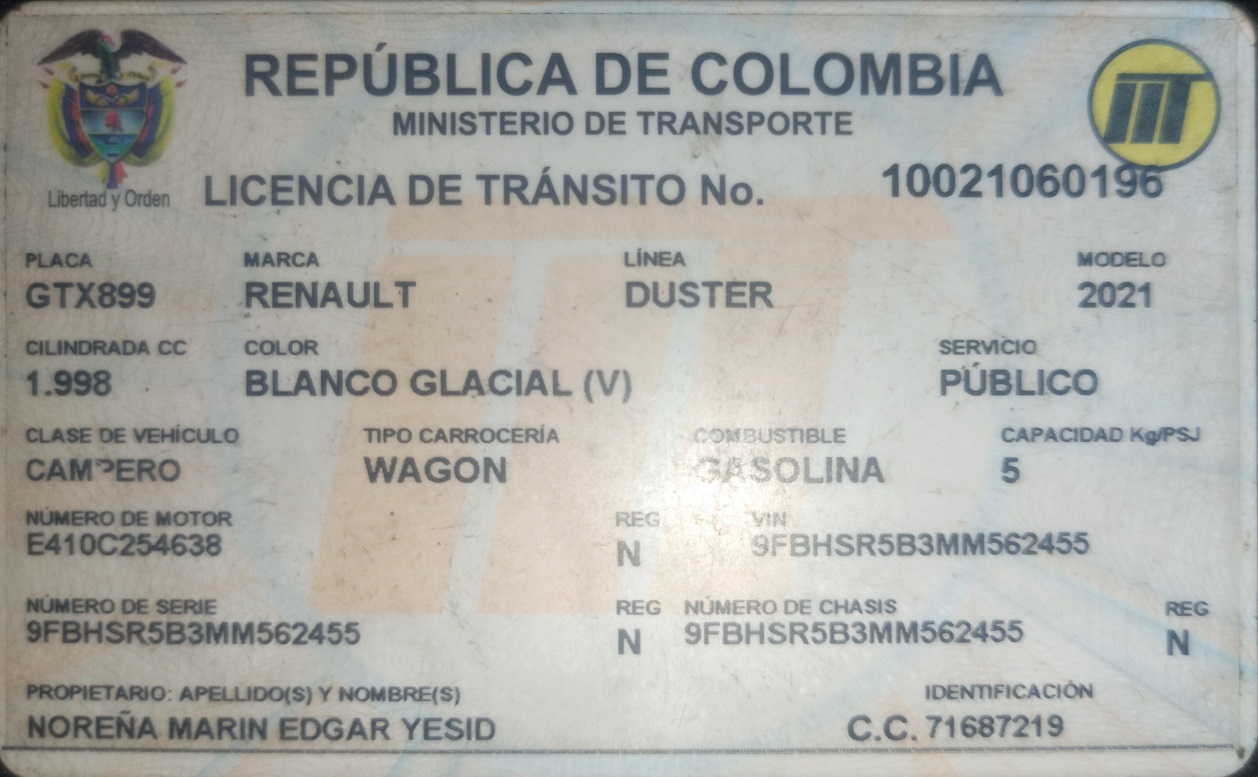 REPÚBLICA DE COLOMBIA
MINISTERIO DE TRANSPORTE
Libertad y Orden
LICENCIA DE TRÁNSITO No. 10021060196
PLACA MARCA LÍNEA MODELO
GTX899 RENAULT DUSTER 2021
CILINDRADA CC COLOR SERVICIO
1.998 BLANCO GLACIAL (V) PÚBLICO
CLASE DE VEHÍCULO TIPO CARROCERÍA COMBUSTIBLE CAPACIDAD Kg/PSJ
CAMPERO WAGON GASOLINA 5
NÚMERO DE MOTOR REG VIN
E410C254638 N 9FBHSR5B3MM562455
NÚMERO DE SERIE REG NÚMERO DE CHASIS REG
9FBHSR5B3MM562455 N 9FBHSR5B3MM562455 N
PROPIETARIO: APELLIDO(S) Y NOMBRE(S) IDENTIFICACIÓN
NOREÑA MARIN EDGAR YESID C.C. 71687219